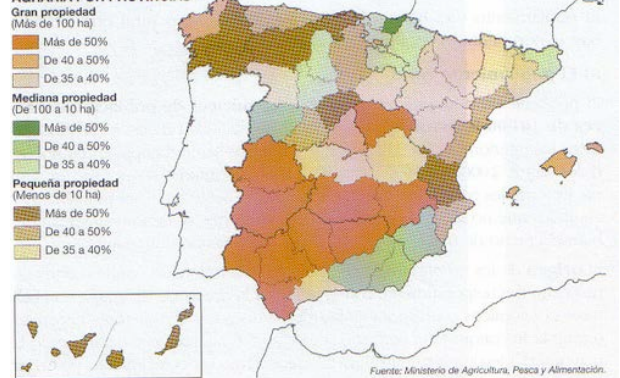 Gran propiedad
(Más de 100 ha)
Más de 50%
De 40 a 50%
De 35 a 40%
Mediana propiedad
(De 100 a 10 ha)
Más de 50%
De 40 a 50%
De 35 a 40%
Pequeña propiedad
(Menos de 10 ha)
Más de 50%
De 40 a 50%
De 35 a 40%
Fuente: Ministerio de Agricultura, Pesca y Alimentación.